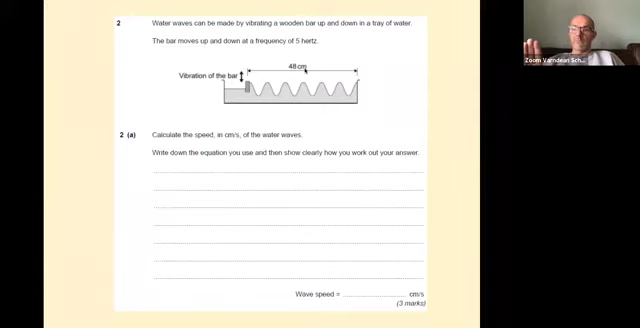 2 Water waves can be made by vibrating a wooden bar up and down in a tray of water.
The bar moves up and down at a frequency of 5 hertz.
48 cm
Vibration of the bar
2 (a) Calculate the speed, in cm/s, of the water waves.
Write down the equation you use and then show clearly how you work out your answer.
Wave speed = cm/s
(3 marks)
Zoom Varndean Sch...